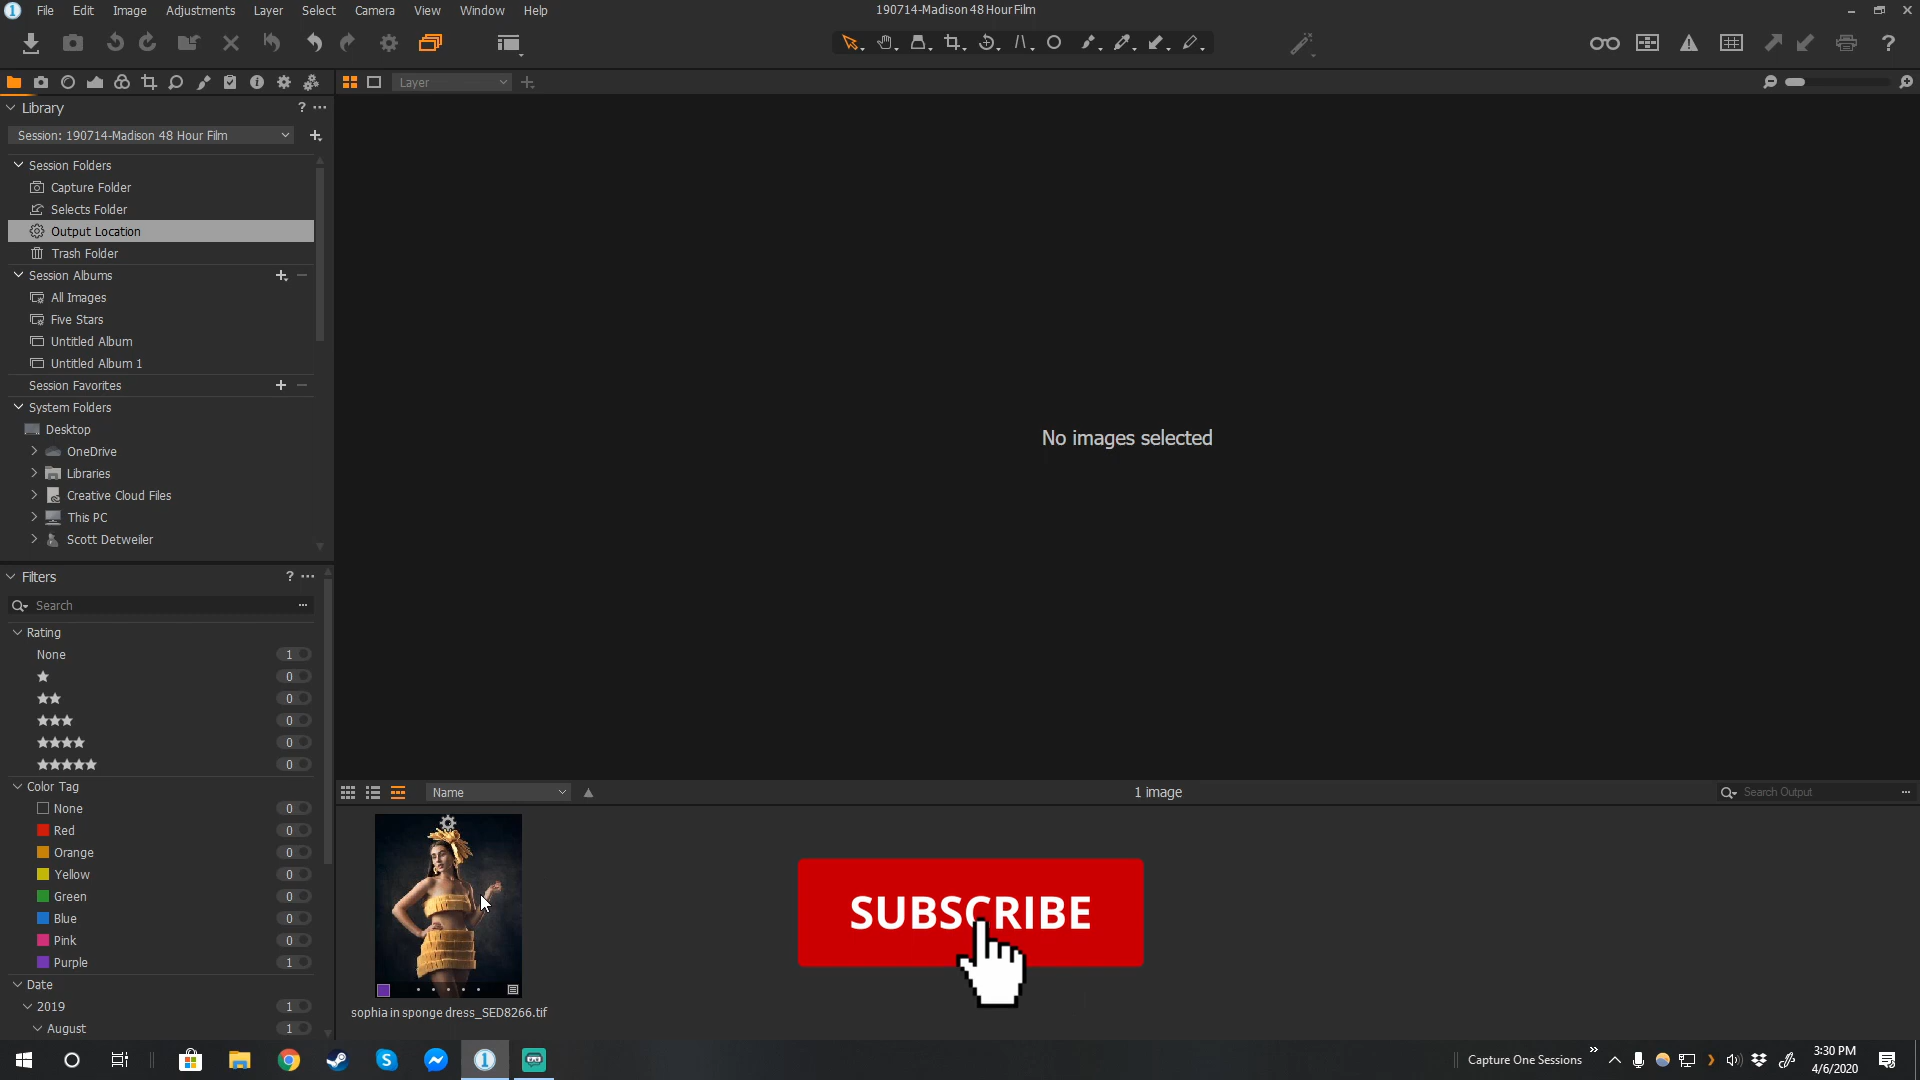 File Edit Image Adjustments Layer Select Camera View Window Help
190714-Madison 48 Hour Film
Layer
Library
Session: 190714-Madison 48 Hour Film
Session Folders
Capture Folder
Selects Folder
Output Location
Trash Folder
Session Albums
All Images
Five Stars
Untitled Album
Untitled Album 1
Session Favorites
System Folders
Desktop
OneDrive
Libraries
Creative Cloud Files
This PC
Scott Detweiler
No images selected
Filters
Search
Rating
None 1
0
0
0
0
0
Color Tag
None 0
Red 0
Orange 0
Yellow 0
Green 0
Blue 0
Pink 0
Purple 1
Date
2019 1
August 1
Name
1 image
Search Output
SUBSCRIBE
sophia in sponge dress_SED8266.tif
Capture One Sessions
3:30 PM
4/6/2020